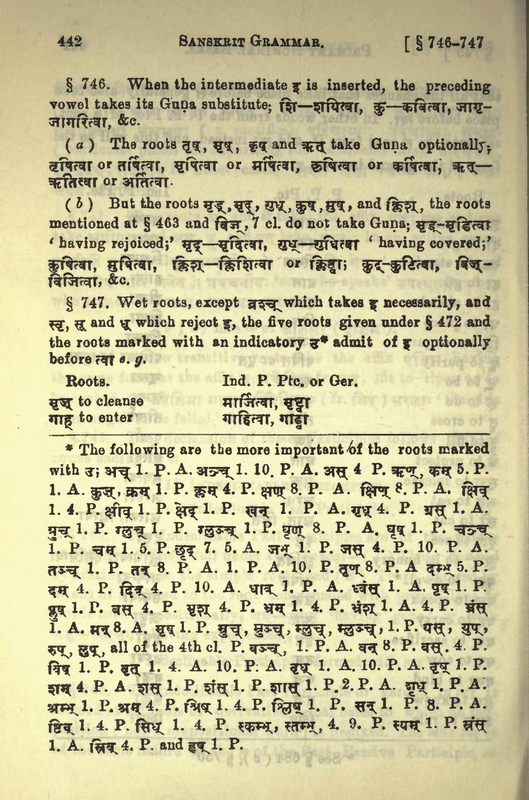 442 SANSKRIT GRAMMAR. [ § 746-747
§ 746. When the intermediate इ is inserted, the preceding
vowel takes its Guṇa substitute; शि—शयित्वा, कु—कवित्वा, जागृ-
जागरित्वा, &c.
( a ) The roots तृष्, मृष्, कृष् and ऋत् take Guṇa optionally;
तृषित्वा or तर्षित्वा, मृषित्वा or मर्षित्वा, कृषित्वा or कर्षित्वा; ऋत्—
ऋतित्वा or अर्तित्वा.
( b ) But the roots मृड्, मृद्, गुध्, कुष्, मुष्, and क्लिश्, the roots
mentioned at § 463 and विज्, 7 cl. do not take Guṇa; मृड्-मृडित्वा
' having rejoiced;' मृद्—मृदित्वा, गुध्—गुधित्वा ' having covered;'
कुषित्वा, मुषित्वा, क्लिश्—क्लिशित्वा or क्लिष्ट्वा; कुट्-कुटित्वा, विज्-
विजित्वा, &c.
§ 747. Wet roots, except व्रश्च् which takes इ necessarily, and
स्तृ, सू and धू which reject इ, the five roots given under § 472 and
the roots marked with an indicatory उ* admit of इ optionally
before त्वा e. g.
Roots. Ind. P. Ptc. or Ger.
मृज् to cleanse मार्जित्वा, मृष्ट्वा
गाह् to enter गाहित्वा, गाढ्वा
* The following are the more important of the roots marked
with उ; अच् 1. P. A. अञ्च् 1. 10. P. A. अस् 4 P. ऋण्, कम् 5. P.
1. A. कुज्, क्रम् 1. P. क्लम् 4. P. क्षण् 8. P. A. क्षिण् 8. P. A. क्षिव्
1. 4. P. क्षीव् 1. P. क्षेद् 1. P. खन् 1. P. A. गृध् 4. P. ग्रस् 1. A.
ग्रुच् 1. P. ग्लुच् 1. P. ग्लुञ्च् 1. P. घृण् 8. P. A. घृष् 1. P. चञ्च्
1. P. चम् 1. 5. P. छृद् 7. 5. A. जभ् 1. P. जस् 4. P. 10. P. A.
तञ्च् 1. P. तन् 8. P. A. 1. P. A. 10. P. तृण् 8. P. A दम्भ् 5. P.
दम् 4. P. दिव् 4. P. 10. A. धाव् 1. P. A. ध्वंस् 1. A. पृष् 1. P.
प्लुष् 1. P. बस् 4. P. भृश् 4. P. भ्रम् 1. 4. P. भ्रंश् 1. A. 4. P. भ्रंस्
1. A. मन् 8. A. मृष् 1. P. म्रुच्, म्रुञ्च्, म्लुच्, म्लुञ्च्, 1. P. यस्, युप्,
रुप्, लुप्, all of the 4th cl. P. वञ्च्, 1. P. A. वन् 8. P. वस्. 4. P.
विष् 1. P. वृत् 1. 4. A. 10. P. A. वृध् 1. A. 10. P. A. वृष् 1. P.
शम् 4. P. A. शस् 1. P. शंस् 1. P. शास् 1. P. 2. P. A. शृध् 1. P. A.
श्रम्भ् 1. P. श्रम् 4. P. श्रिष् 1. 4. P. श्लिष् 1. P. सन् 1. P. 8. P. A.
ष्ठिव् 1. 4. P. सिध् 1. 4. P. स्कम्भ्, स्तम्भ्, 4. 9. P. स्यम् 1. P. स्रंस्
1. A. स्रिव् 4. P. and हृष् 1. P.